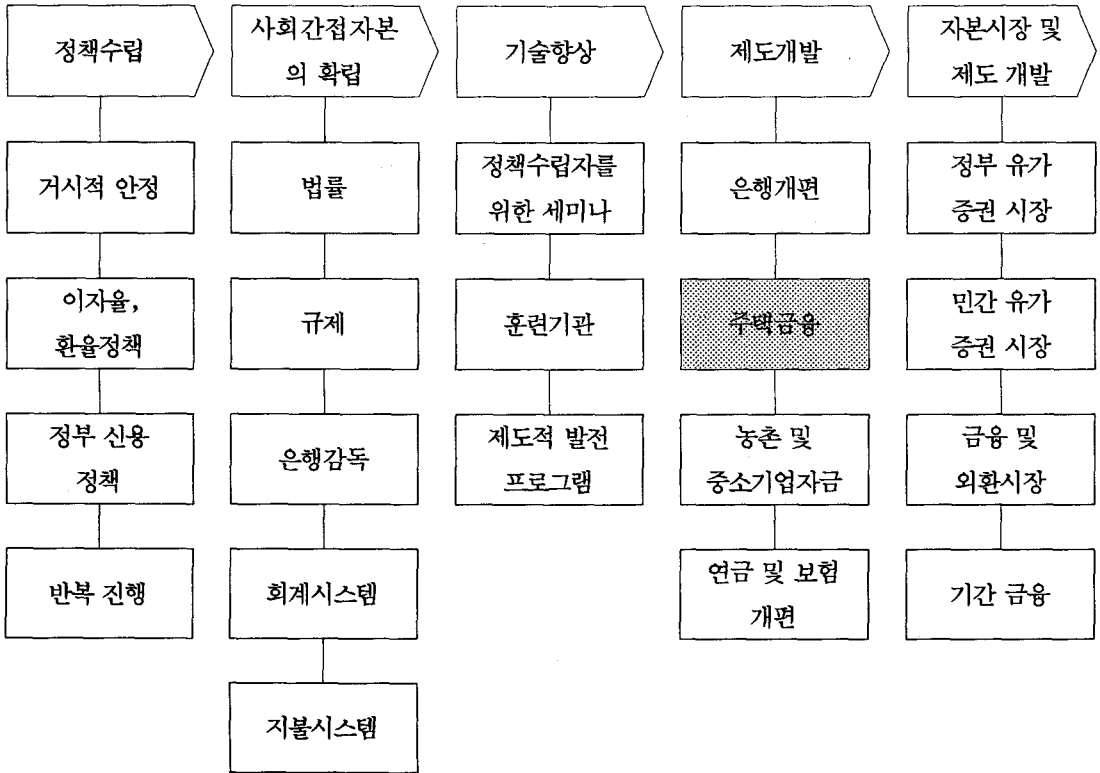 정책수립
사회간접자본
의 확립
기술향상
제도개발
자본시장 및
제도 개발
거시적 안정
이자율,
환율정책
정부 신용
정책
반복 진행
법률
규제
은행감독
회계시스템
지불시스템
정책수립자를
위한 세미나
훈련기관
제도적 발전
프로그램
은행개편
주택금융
농촌 및
중소기업자금
연금 및 보험
개편
정부 유가
증권 시장
민간 유가
증권 시장
금융 및
외환시장
기간 금융